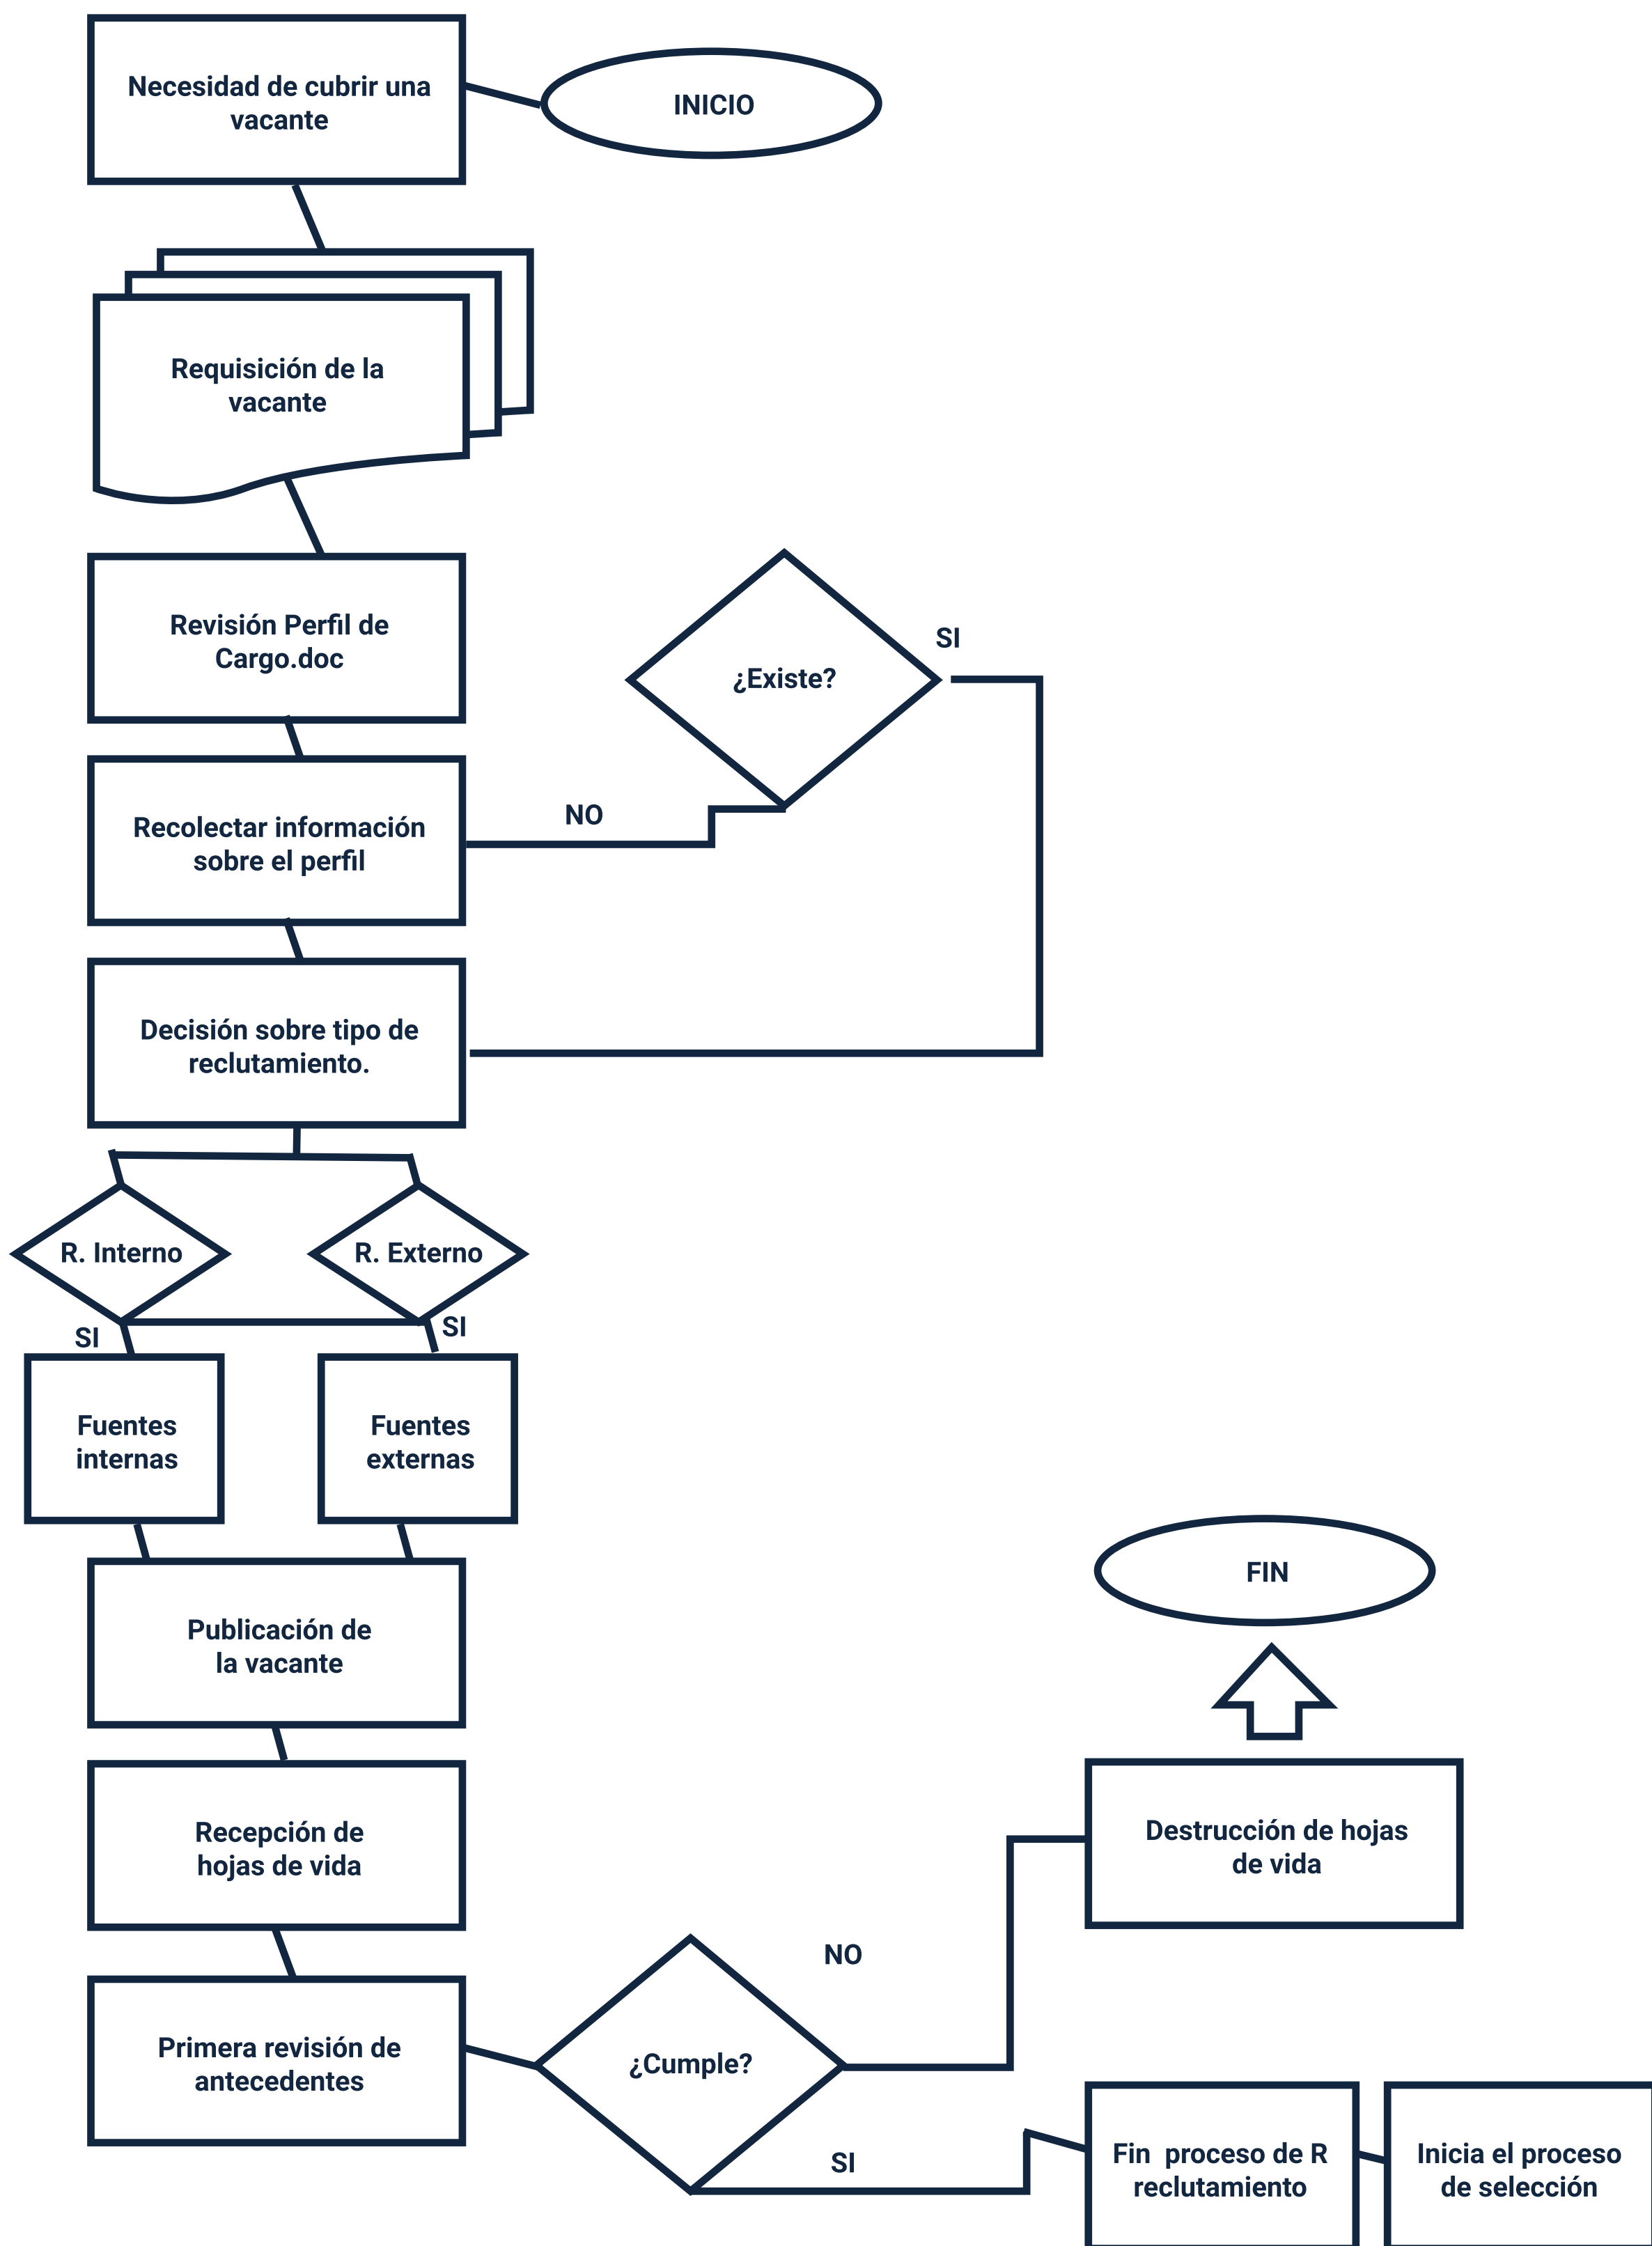 Necesidad de cubrir una
vacante
INICIO
Requisición de la
vacante
Revisión Perfil de
Cargo.doc
¿Existe?
SI
NO
Recolectar información
sobre el perfil
Decisión sobre tipo de
reclutamiento.
R. Interno
R. Externo
SI
SI
Fuentes
internas
Fuentes
externas
Publicación de
la vacante
Recepción de
hojas de vida
Primera revisión de
antecedentes
¿Cumple?
NO
Destrucción de hojas
de vida
FIN
SI
Fin  proceso de R
reclutamiento
Inicia el proceso
de selección